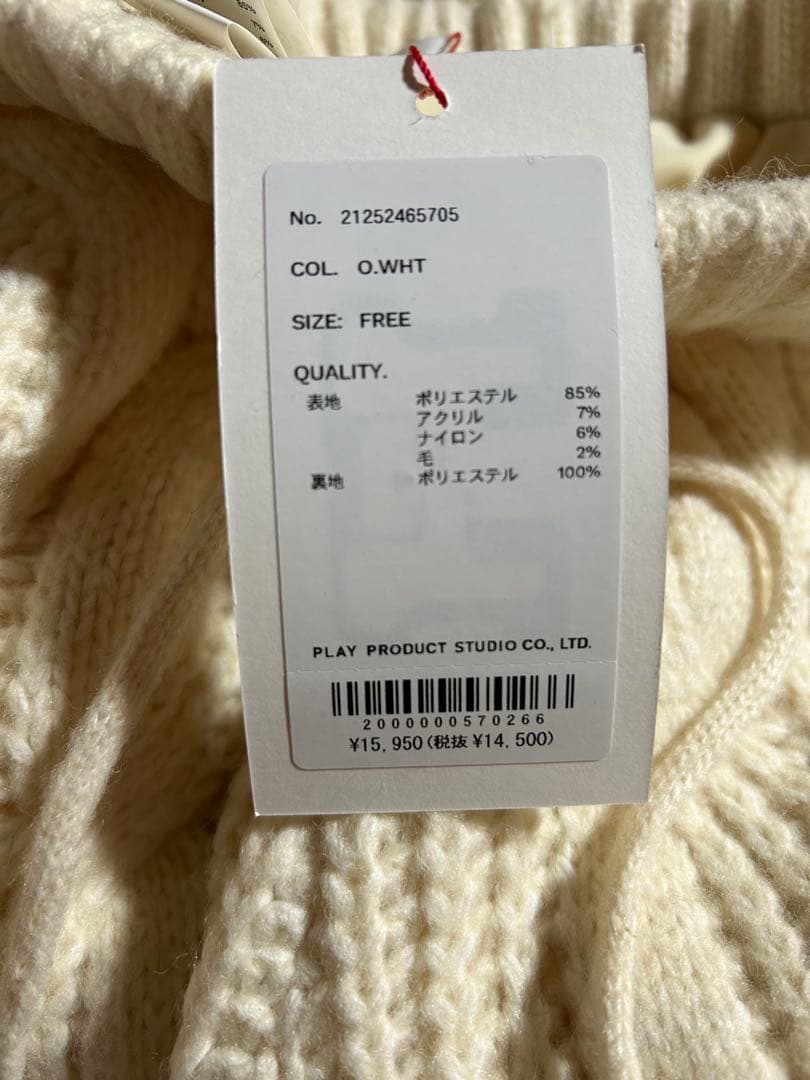 No. 21252465705
COL. O.WHT
SIZE: FREE
QUALITY.
表地 ポリエステル 85%
アクリル 7%
ナイロン 6%
毛 2%
裏地 ポリエステル 100%
PLAY PRODUCT STUDIO CO., LTD.
2000000570266
¥15,950(税抜¥14,500)